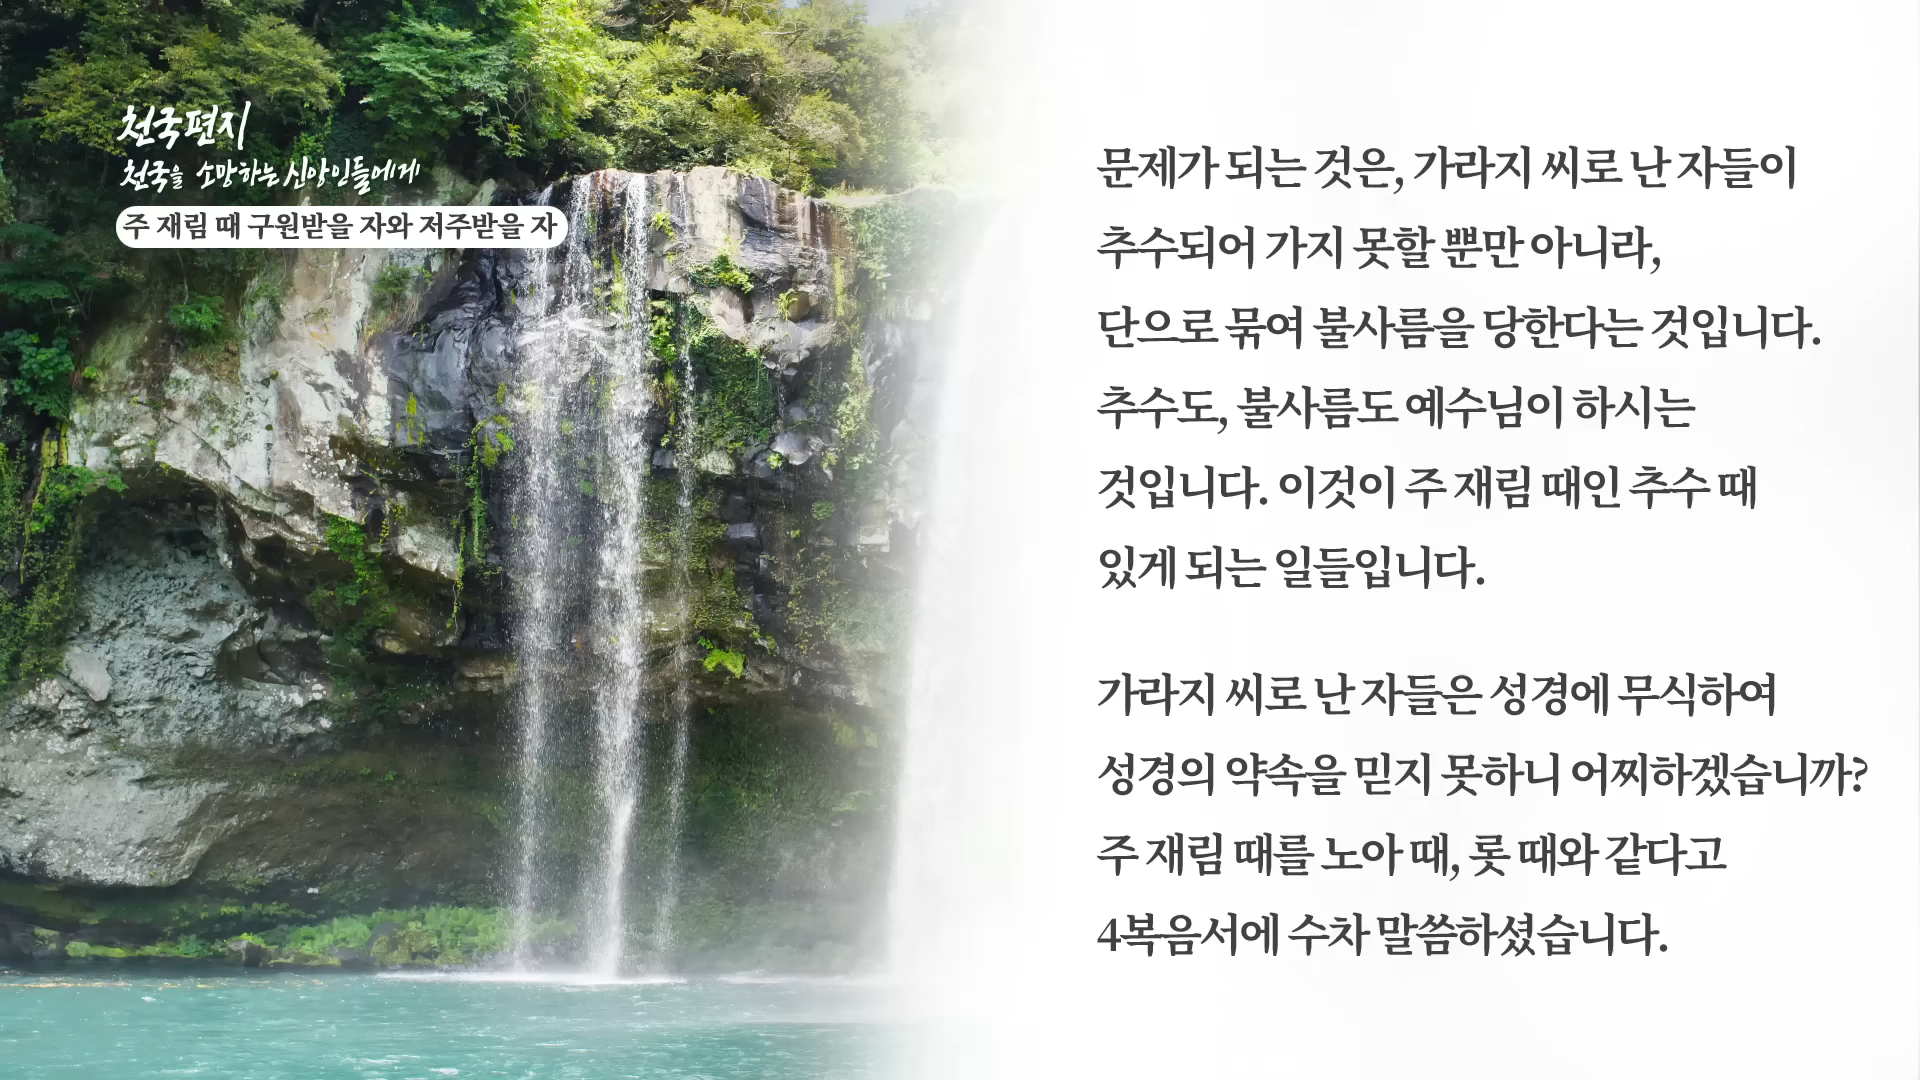 천국편지
천국을 소망하는 신앙인들에게
주 재림 때 구원받을 자와 저주받을 자
문제가 되는 것은, 가라지 씨로 난 자들이
추수되어 가지 못할 뿐만 아니라,
단으로 묶여 불사름을 당한다는 것입니다.
추수도, 불사름도 예수님이 하시는
것입니다. 이것이 주 재림 때인 추수 때
있게 되는 일들입니다.
가라지 씨로 난 자들은 성경에 무식하여
성경의 약속을 믿지 못하니 어찌하겠습니까?
주 재림 때를 노아 때, 롯 때와 같다고
4복음서에 수차 말씀하셨습니다.